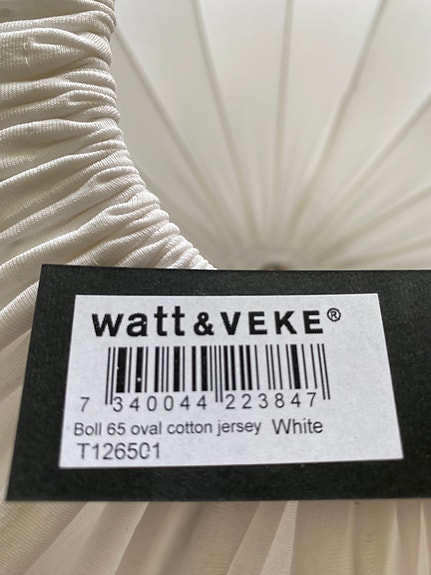 watt & VEKE®
7 340044 223847
Boll 65 oval cotton jersey White
T126501